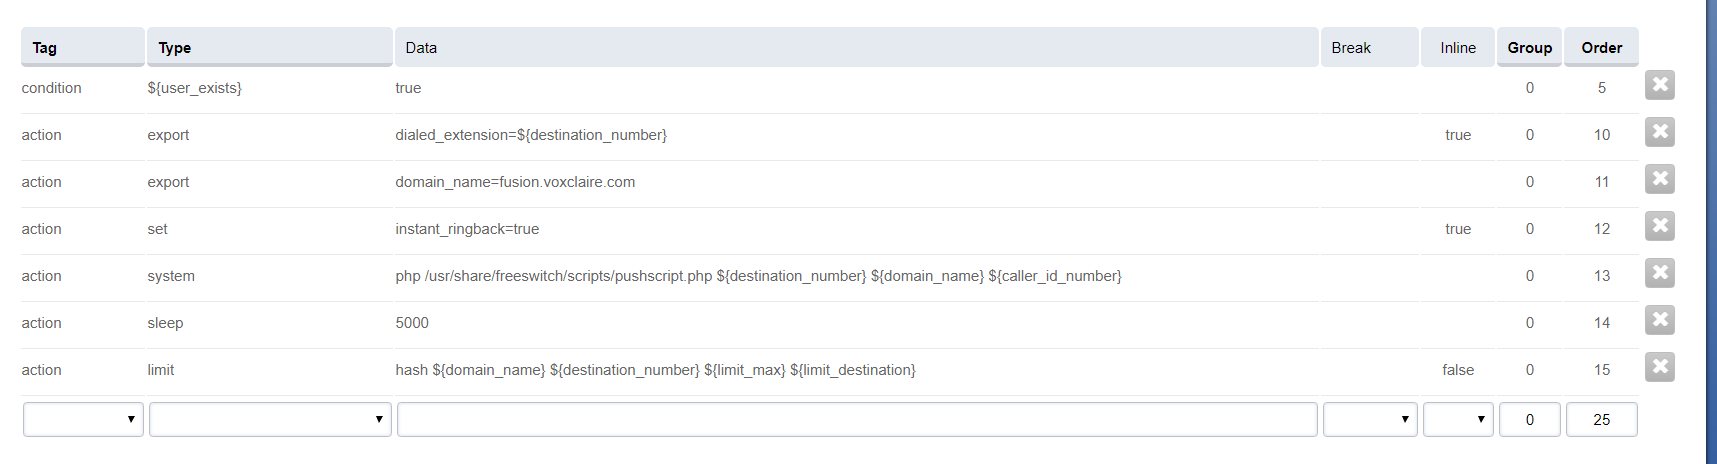 Tag Type Data Break Inline Group Order
condition ${user_exists} true 0 5
action export dialed_extension=${destination_number} true 0 10
action export domain_name=fusion.voxclaire.com 0 11
action set instant_ringback=true true 0 12
action system php /usr/share/freeswitch/scripts/pushscript.php ${destination_number} ${domain_name} ${caller_id_number} 0 13
action sleep 5000 0 14
action limit hash ${domain_name} ${destination_number} ${limit_max} ${limit_destination} false 0 15
0 25